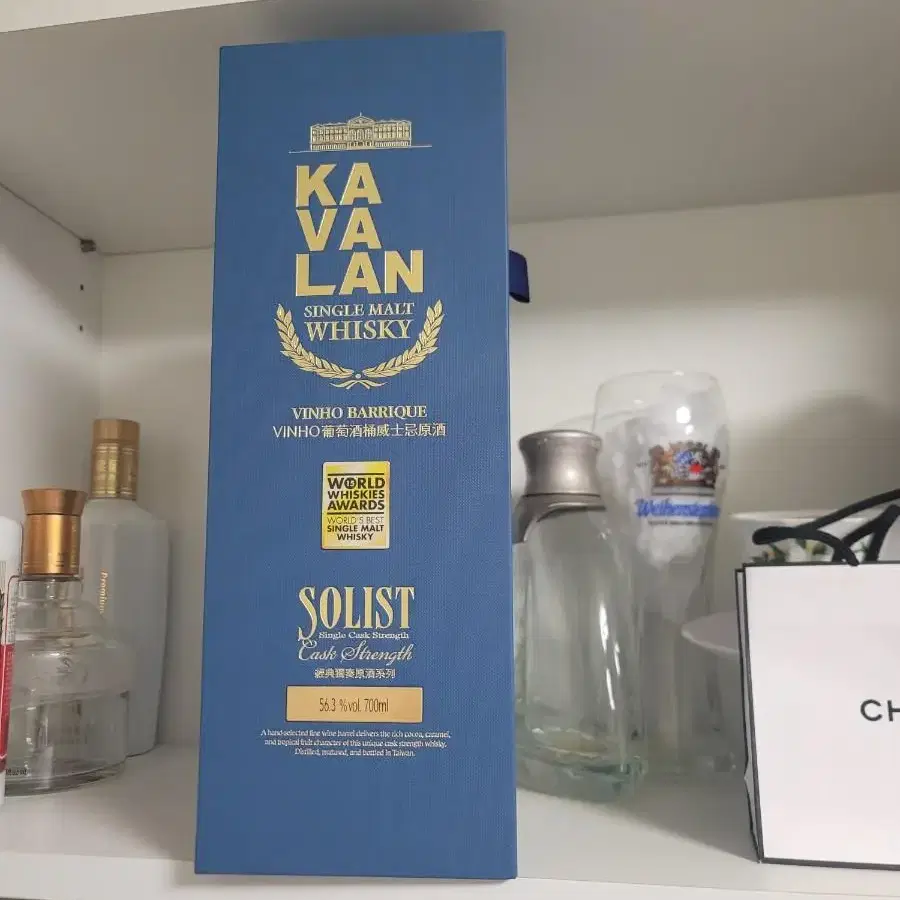 KA
VA
LAN
SINGLE MALT
WHISKY
VINHO BARRIQUE
VINHO葡萄酒桶威士忌原酒
WORLD
WHISKIES
AWARDS
WORLD'S BEST
SINGLE MALT
WHISKY
SOLIST
Single Cask Strength
Cask Strength
經典獨奏原酒系列
56.3 %vol. 700ml
A hand-selected fine wine barrel delivers the rich cocoa, caramel,
and tropical fruit character of this unique cask strength whisky.
Distilled, matured, and bottled in Taiwan.
Premium
CH